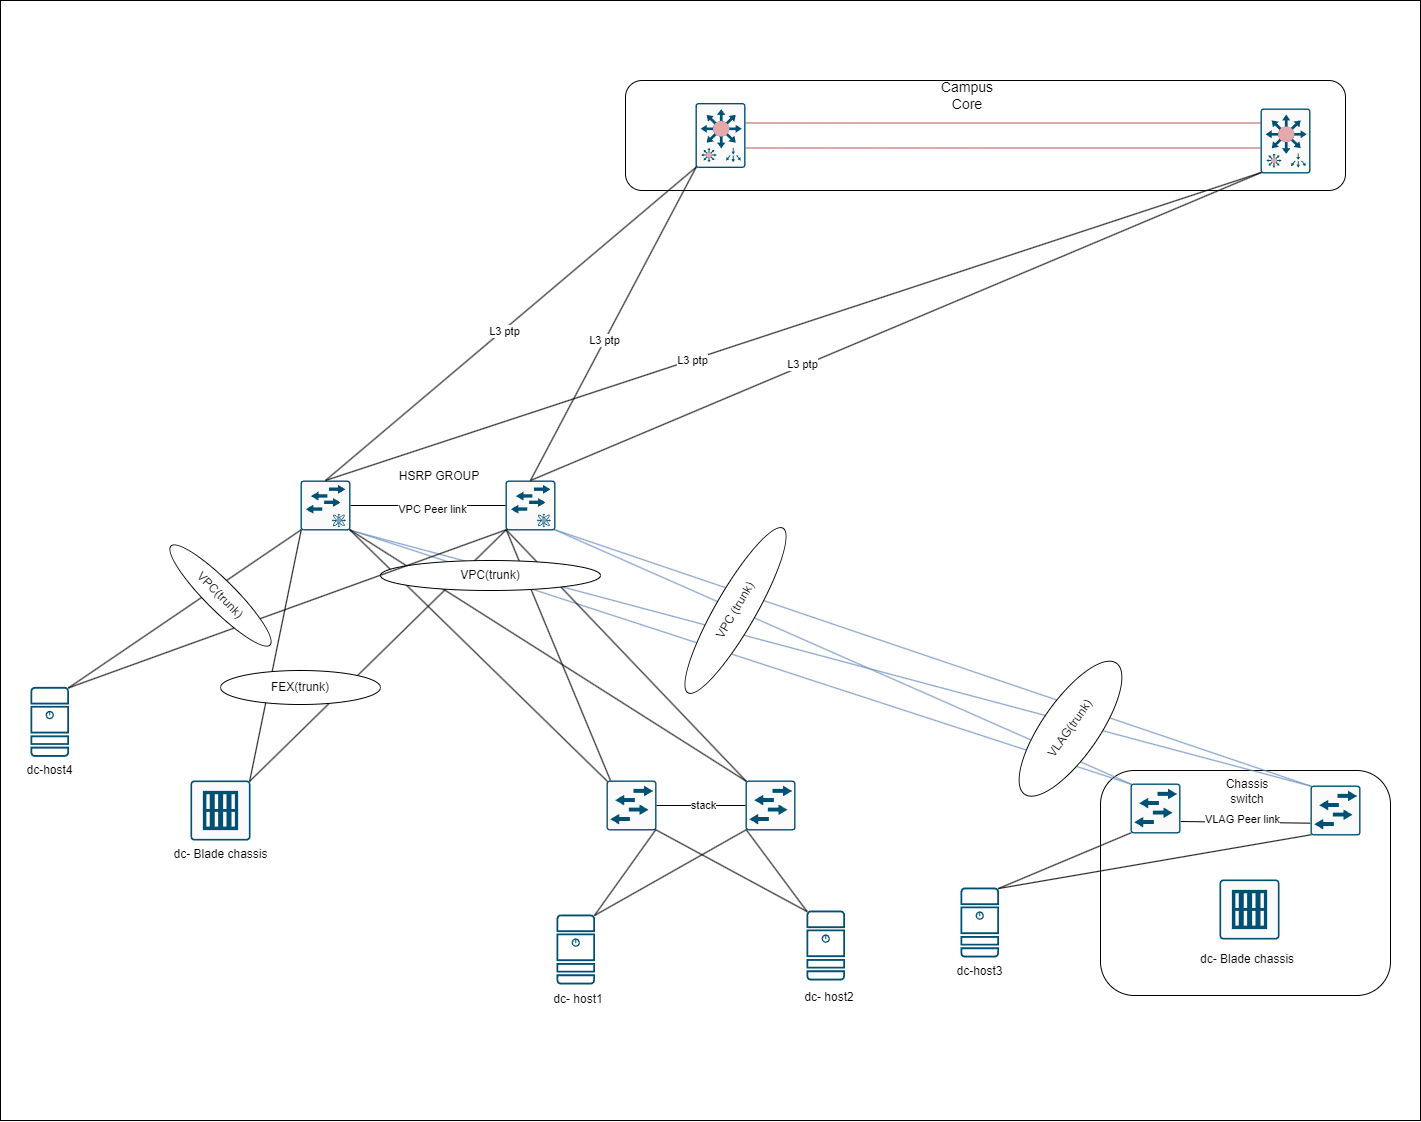 Campus
Core
L3 ptp
L3 ptp
L3 ptp
L3 ptp
HSRP GROUP
VPC Peer link
VPC(trunk)
VPC(trunk)
VPC (trunk)
FEX(trunk)
VLAG(trunk)
dc-host4
dc- Blade chassis
stack
Chassis
switch
VLAG Peer link
dc- host1
dc- host2
dc-host3
dc- Blade chassis